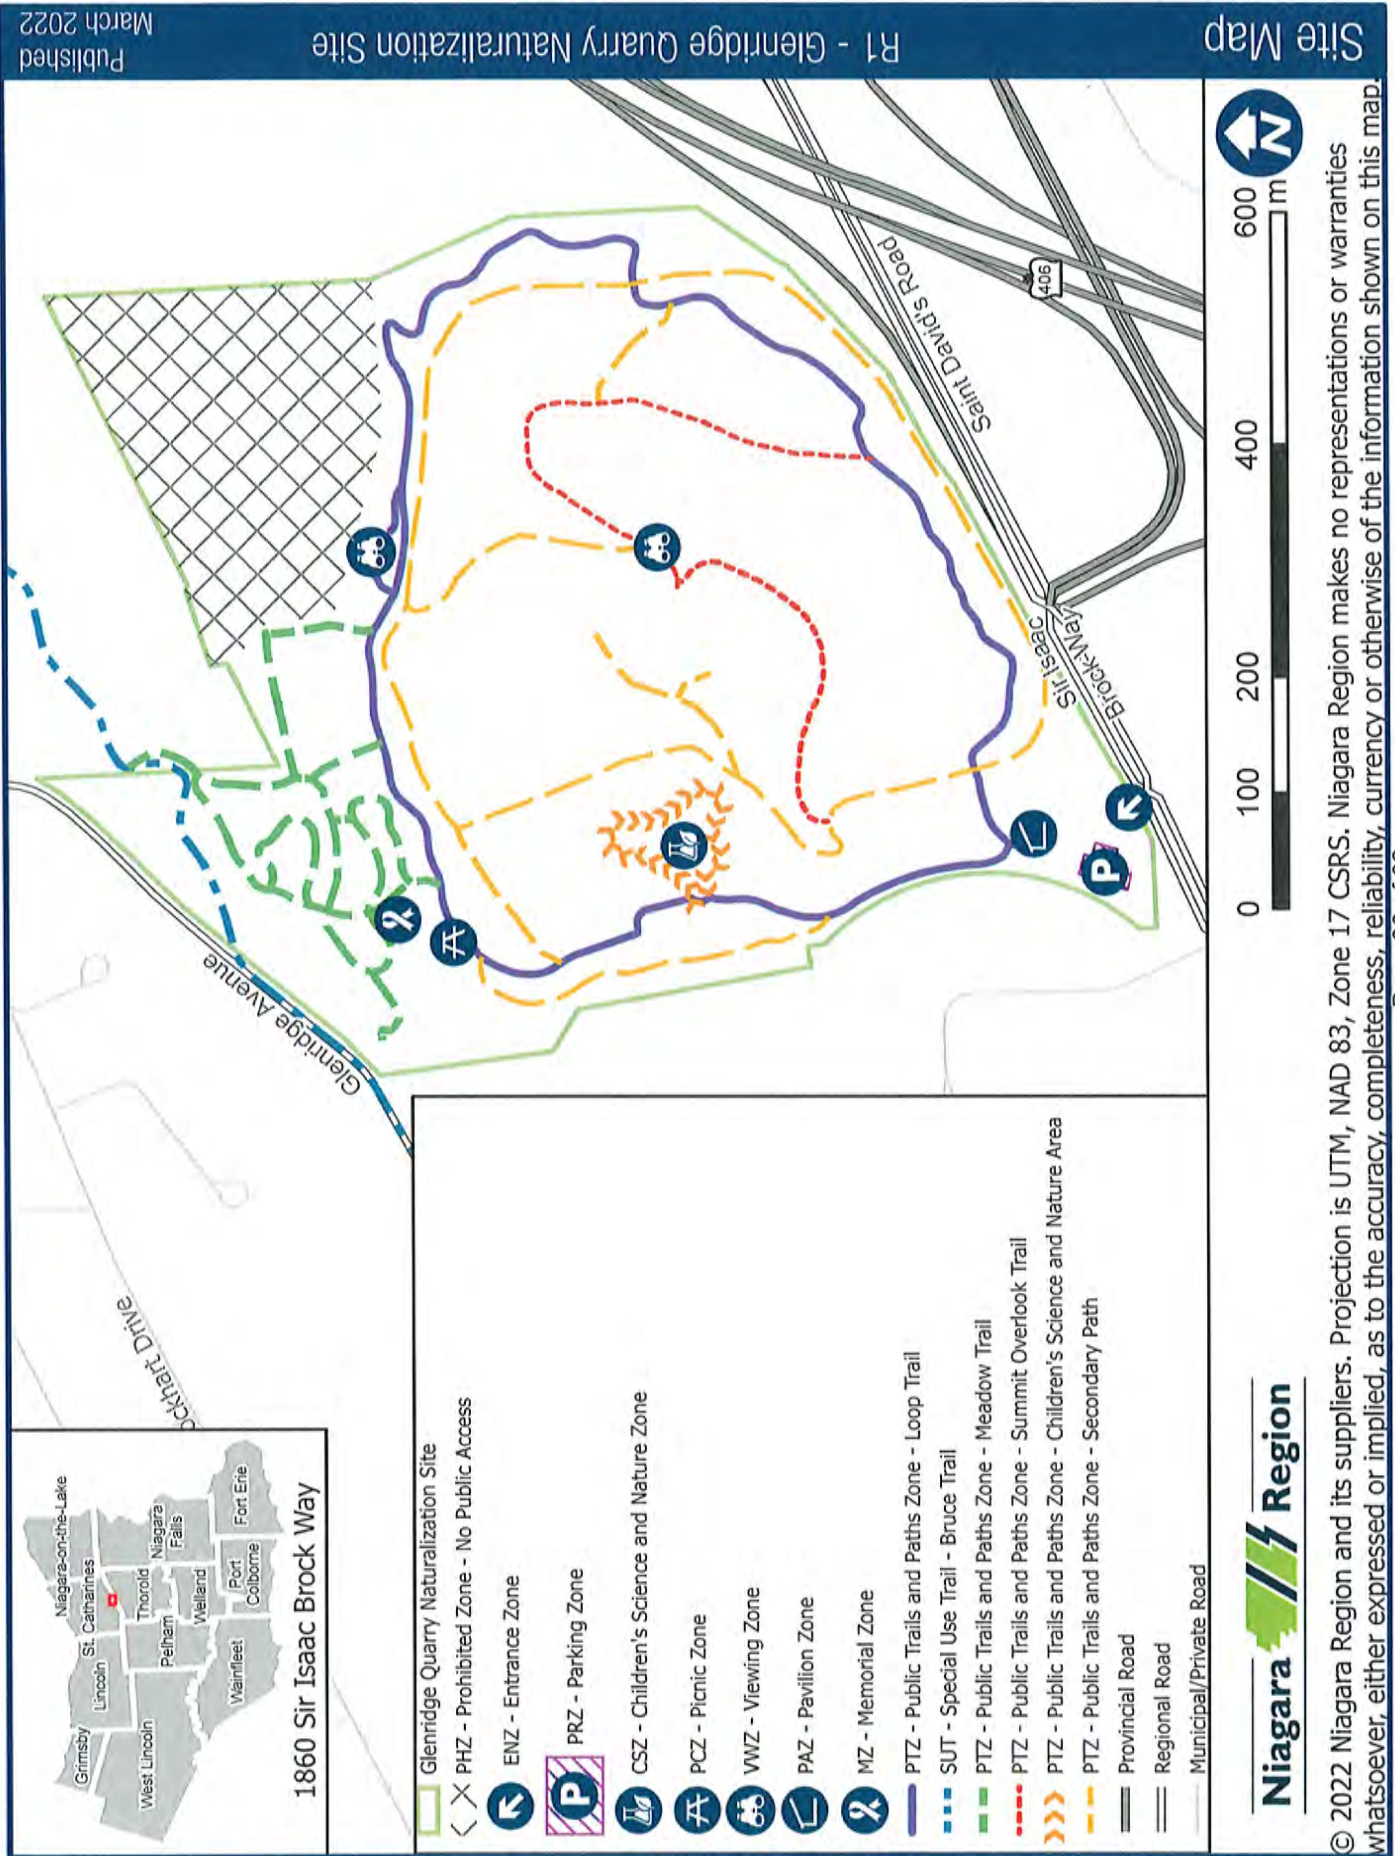 Site Map
R1 - Glenridge Quarry Naturalization Site
Published
March 2022
Grimsby
Lincoln
West Lincoln
St. Catharines
Niagara-on-the-Lake
Thorold
Pelham
Niagara
Falls
Welland
Wainfleet
Port
Colborne
Fort Erie
1860 Sir Isaac Brock Way
ockhart Drive
Glenridge Avenue
Saint David's Road
Sir Isaac
Brock Way
406
P
Glenridge Quarry Naturalization Site
PHZ - Prohibited Zone - No Public Access
ENZ - Entrance Zone
P
PRZ - Parking Zone
CSZ - Children's Science and Nature Zone
PCZ - Picnic Zone
VWZ - Viewing Zone
PAZ - Pavilion Zone
MZ - Memorial Zone
PTZ - Public Trails and Paths Zone - Loop Trail
SUT - Special Use Trail - Bruce Trail
PTZ - Public Trails and Paths Zone - Meadow Trail
PTZ - Public Trails and Paths Zone - Summit Overlook Trail
PTZ - Public Trails and Paths Zone - Children's Science and Nature Area
PTZ - Public Trails and Paths Zone - Secondary Path
Provincial Road
Regional Road
Municipal/Private Road
Niagara Region
0 100 200 400 600
m
N
© 2022 Niagara Region and its suppliers. Projection is UTM, NAD 83, Zone 17 CSRS. Niagara Region makes no representations or warranties
whatsoever, either expressed or implied, as to the accuracy, completeness, reliability, currency or otherwise of the information shown on this map.